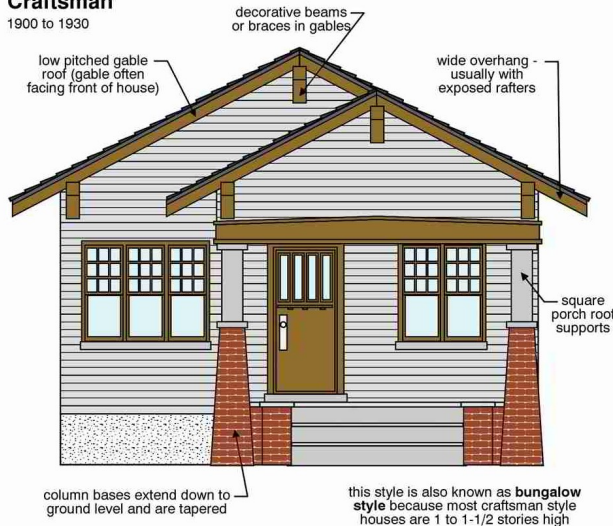 Craftsman
1900 to 1930
decorative beams
or braces in gables
low pitched gable
roof (gable often
facing front of house)
wide overhang -
usually with
exposed rafters
square
porch roof
supports
column bases extend down to
ground level and are tapered
this style is also known as bungalow
style because most craftsman style
houses are 1 to 1-1/2 stories high